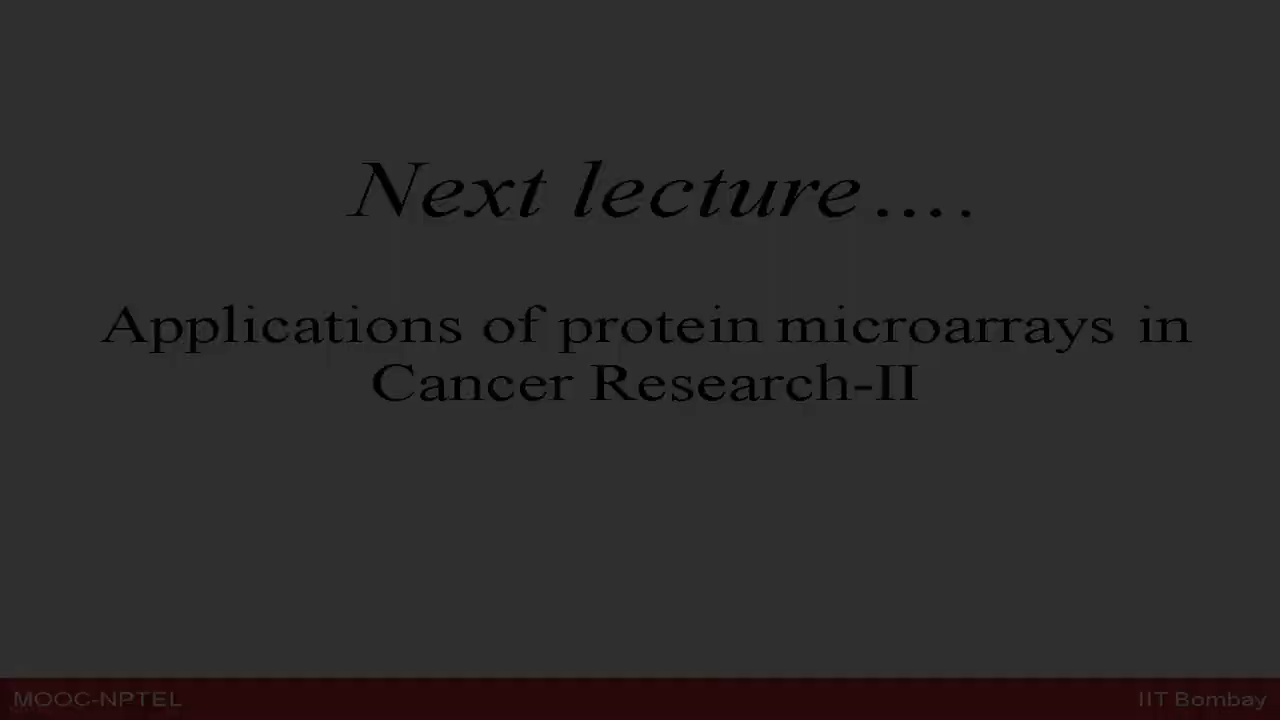 Next lecture....
Applications of protein microarrays in
Cancer Research-II
MOOC-NPTEL
IIT Bombay